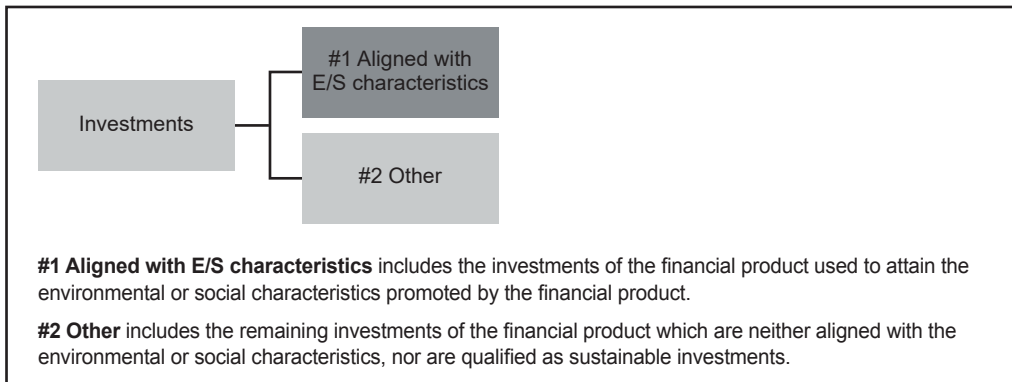 #1 Aligned with
E/S characteristics
Investments
#2 Other
#1 Aligned with E/S characteristics includes the investments of the financial product used to attain the
environmental or social characteristics promoted by the financial product.
#2 Other includes the remaining investments of the financial product which are neither aligned with the
environmental or social characteristics, nor are qualified as sustainable investments.